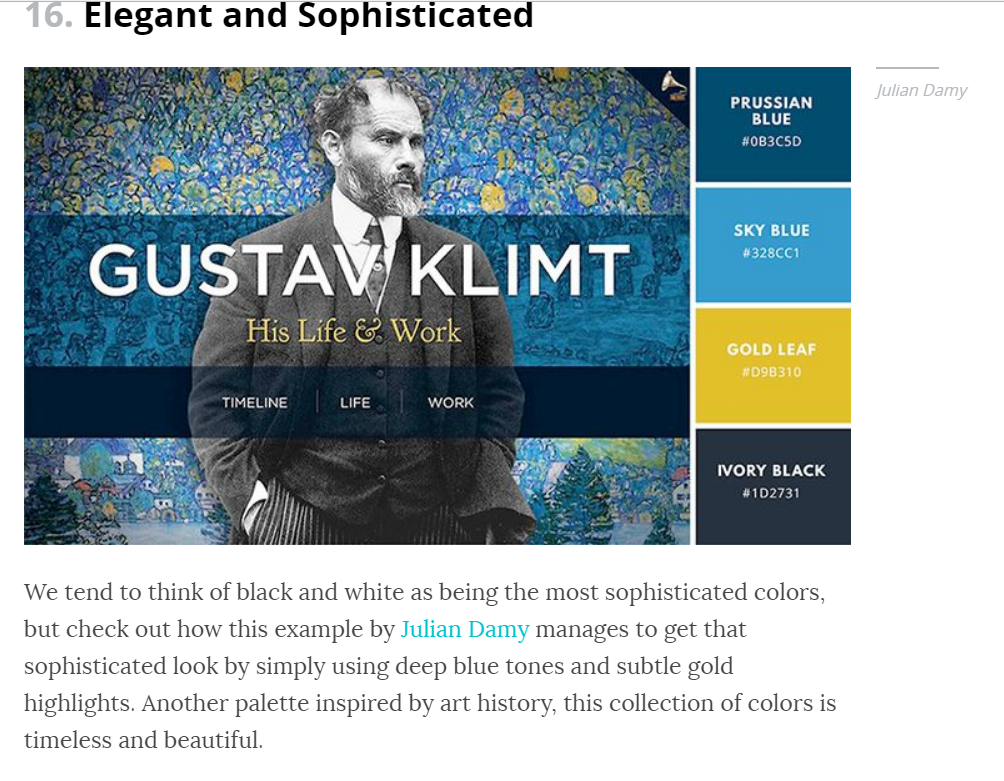 16. Elegant and Sophisticated
Julian Damy
PRUSSIAN
BLUE
#0B3C5D
SKY BLUE
#328CC1
GUSTAV KLIMT
His Life & Work
GOLD LEAF
#D9B310
TIMELINE | LIFE | WORK
IVORY BLACK
#1D2731
We tend to think of black and white as being the most sophisticated colors,
but check out how this example by Julian Damy manages to get that
sophisticated look by simply using deep blue tones and subtle gold
highlights. Another palette inspired by art history, this collection of colors is
timeless and beautiful.